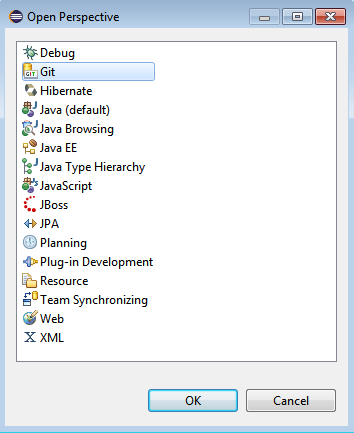 Open Perspective
Debug
GIT Git
Hibernate
Java (default)
Java Browsing
Java EE
Java Type Hierarchy
JavaScript
JBoss
JPA
Planning
Plug-in Development
Resource
Team Synchronizing
Web
X XML
OK Cancel